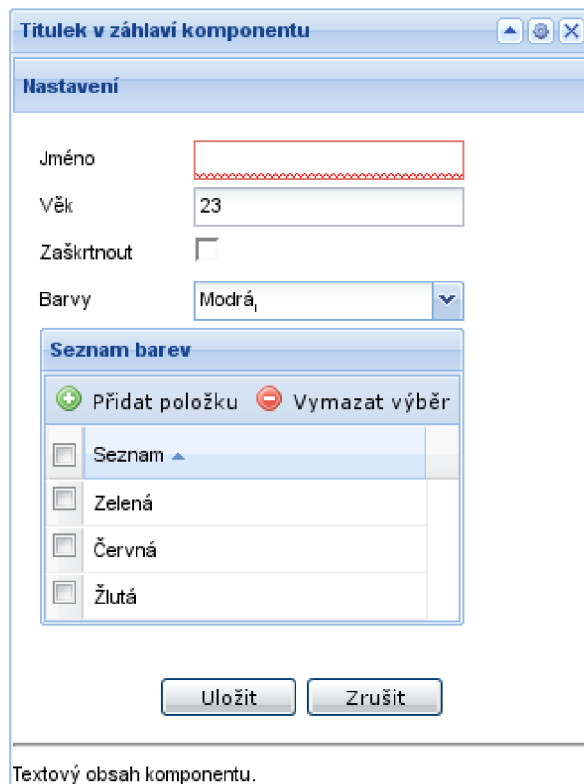 Titulek v záhlaví komponentu
Nastavení
Jméno
Věk 23
Zaškrtnout
Barvy Modrá
Seznam barev
Přidat položku Vymazat výběr
Seznam
Zelená
Červná
Žlutá
Uložit Zrušit
Textový obsah komponentu.